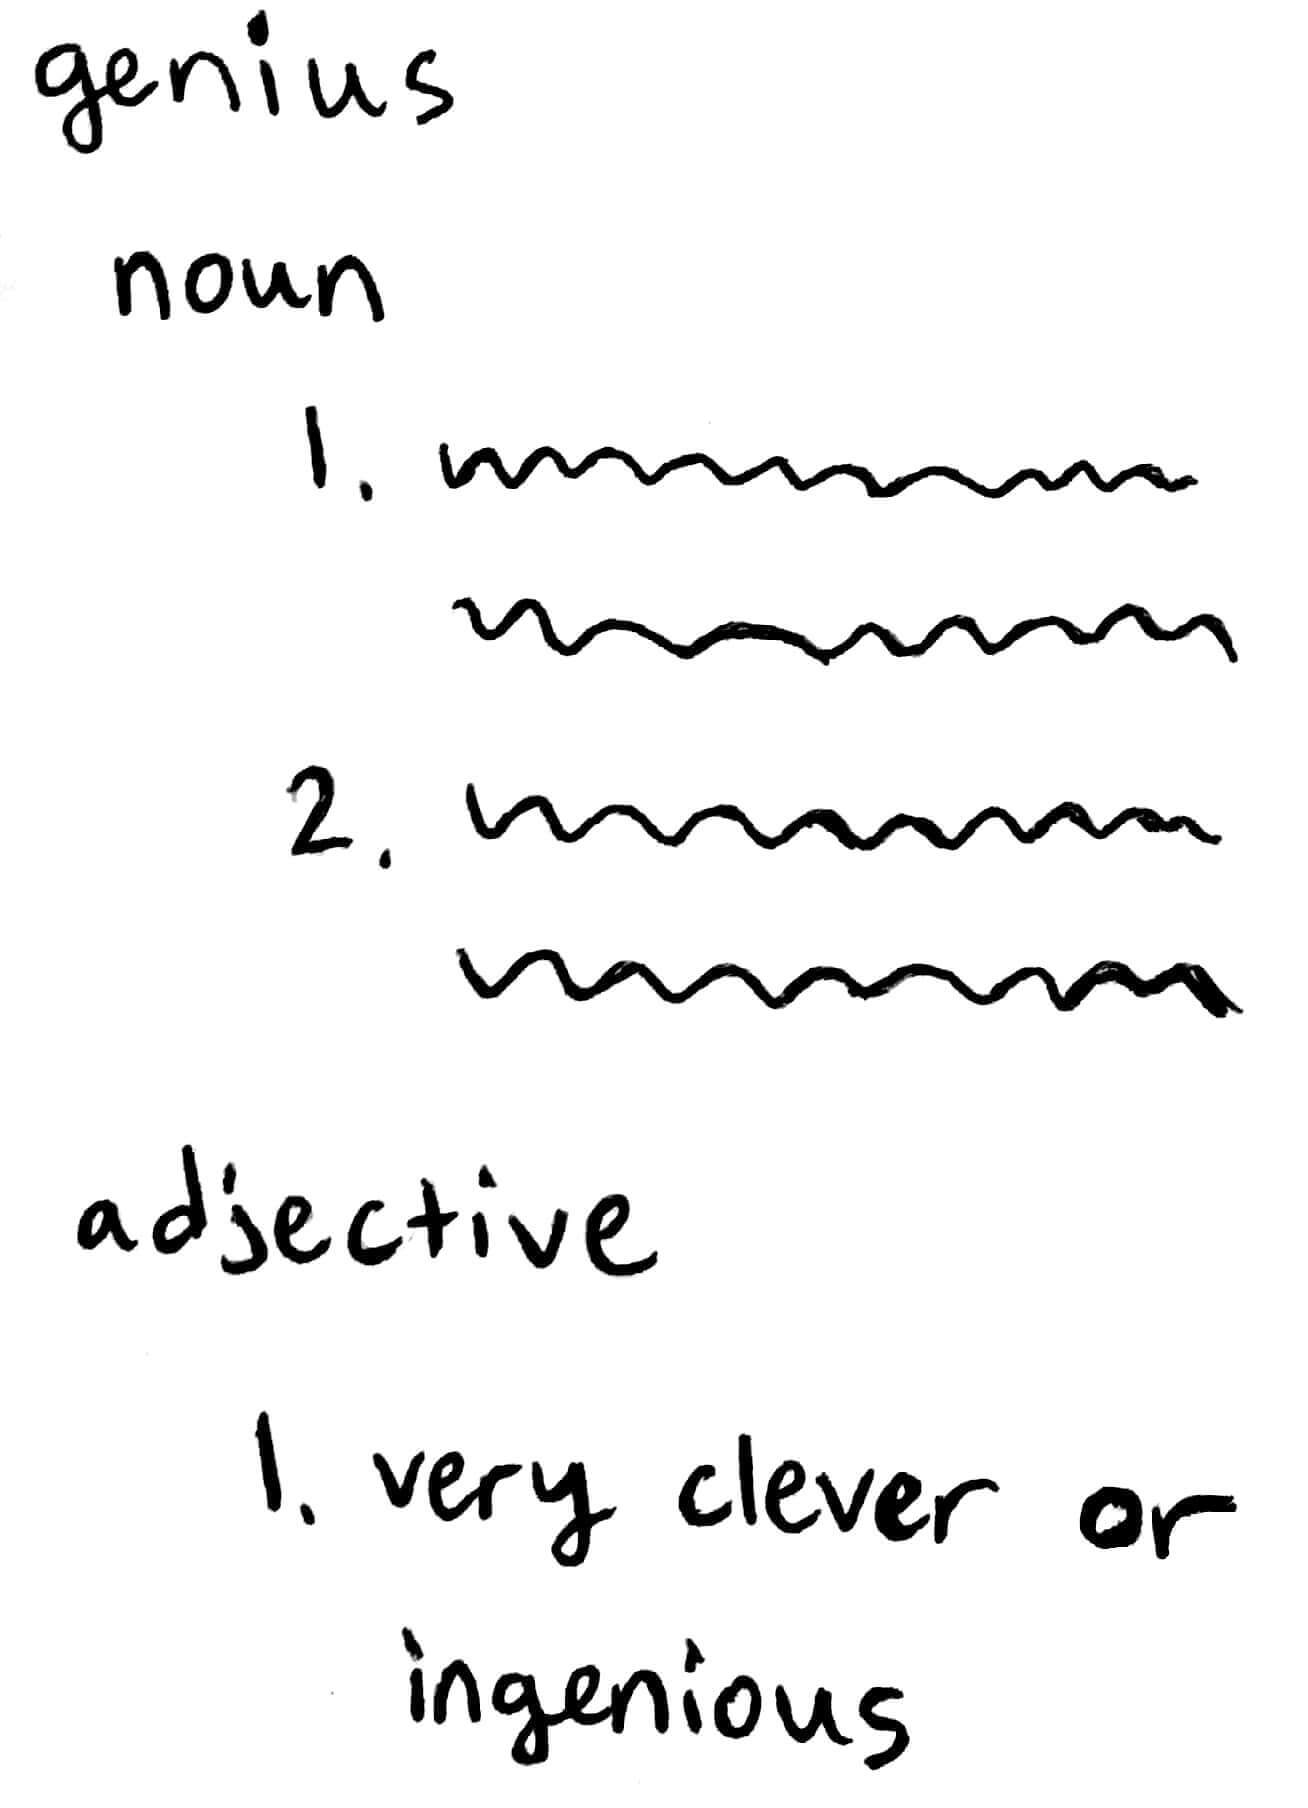 genius
noun
1.
2.
adjective
1. very clever or
ingenious